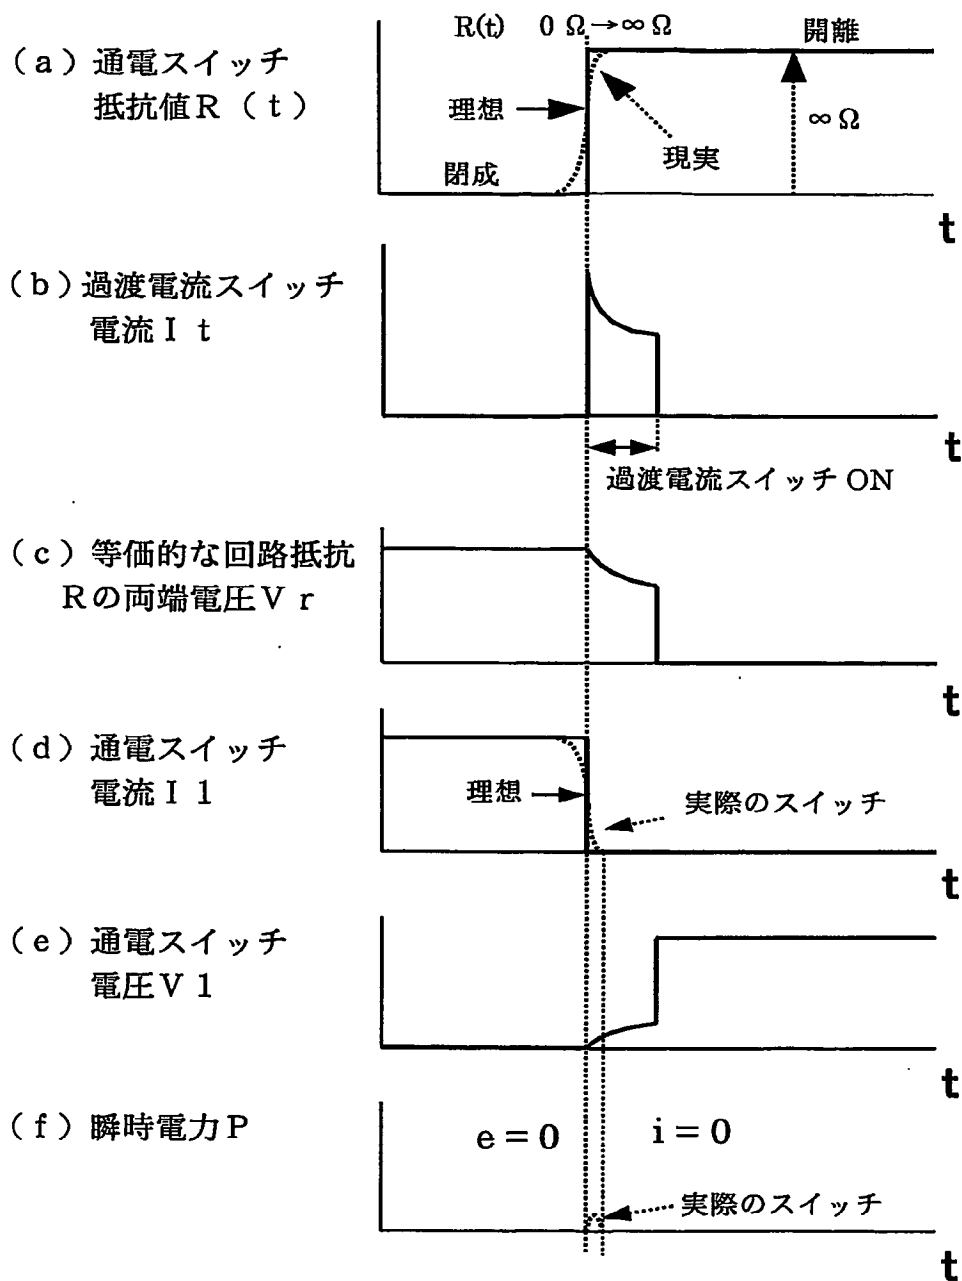 R(t) 0 Ω→∞ Ω
開離
(a)通電スイッチ
抵抗値R(t)
理想
∞ Ω
現実
閉成
t
(b)過渡電流スイッチ
電流I t
t
過渡電流スイッチ ON
(c)等価的な回路抵抗
Rの両端電圧V r
t
(d)通電スイッチ
電流I 1
理想
実際のスイッチ
t
(e)通電スイッチ
電圧V 1
t
(f)瞬時電力P
e=0
i=0
実際のスイッチ
t